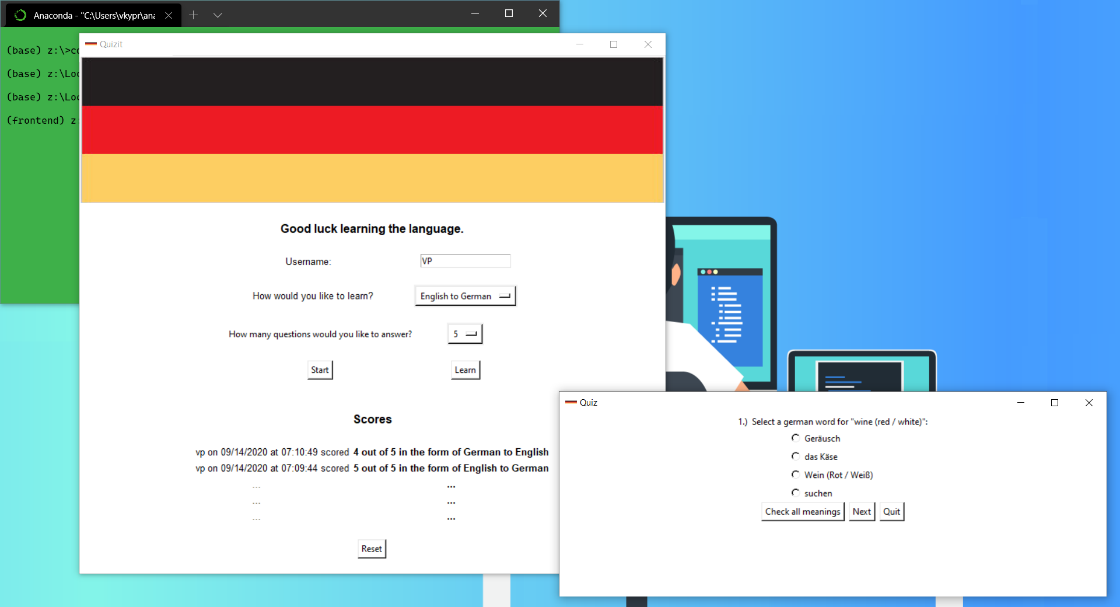 Anaconda - "C:\Users\vkypr\ana
(base) z:\>co
(base) z:\Loc
(base) z:\Loc
(frontend) z:
Quizit
Good luck learning the language.
Username: VP
How would you like to learn? English to German
How many questions would you like to answer? 5
Start Learn
Scores
vp on 09/14/2020 at 07:10:49 scored 4 out of 5 in the form of German to English
vp on 09/14/2020 at 07:09:44 scored 5 out of 5 in the form of English to German
... ...
... ...
... ...
Reset
Quiz
1.) Select a german word for "wine (red / white)":
Geräusch
das Käse
Wein (Rot / Weiß)
suchen
Check all meanings Next Quit